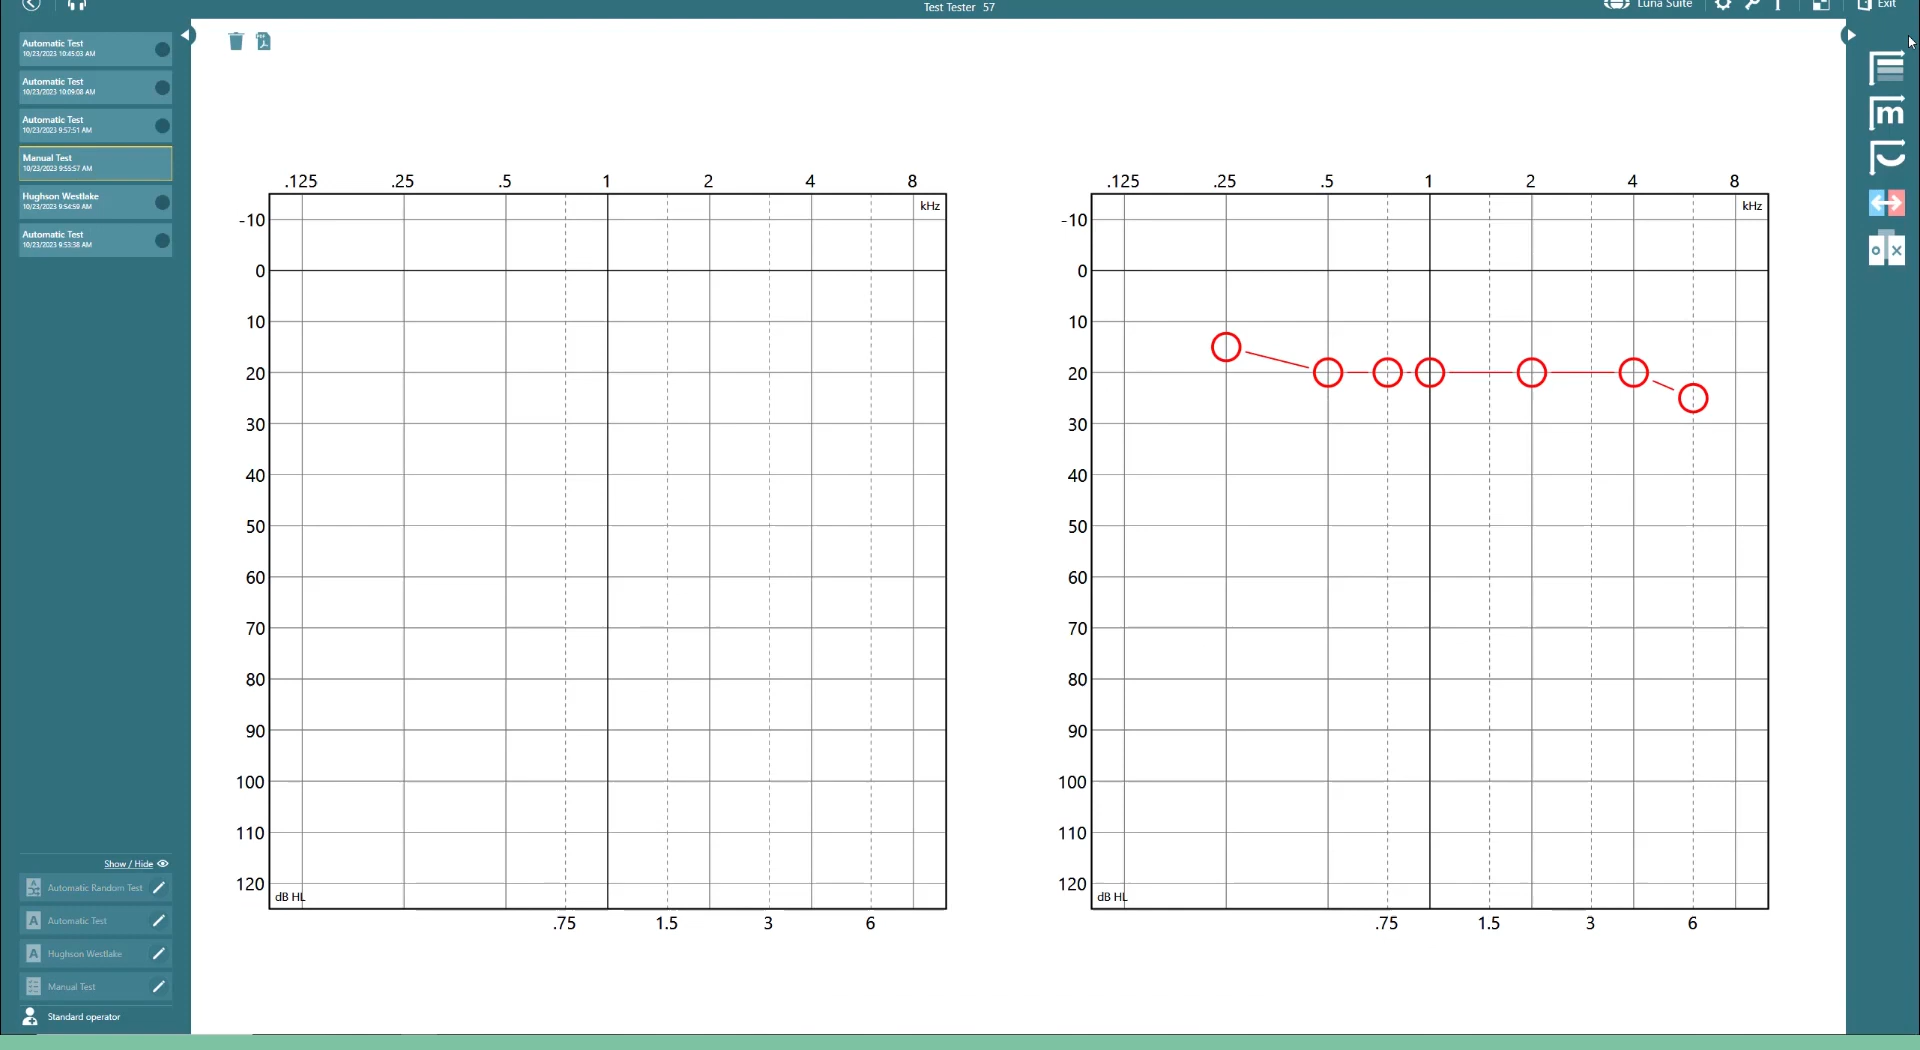 Test Tester 57
Luna Suite
Exit
Automatic Test
10/23/2023 10:45:03 AM
Automatic Test
10/23/2023 10:09:08 AM
Automatic Test
10/23/2023 9:57:51 AM
Manual Test
10/23/2023 9:55:57 AM
Hughson Westlake
10/23/2023 9:54:59 AM
Automatic Test
10/23/2023 9:53:38 AM
Show / Hide
Automatic Random Test
Automatic Test
Hughson Westlake
Manual Test
Standard operator
.125 .25 .5 1 2 4 8
kHz
-10
0
10
20
30
40
50
60
70
80
90
100
110
120
dB HL
.75 1.5 3 6
.125 .25 .5 1 2 4 8
kHz
-10
0
10
20
30
40
50
60
70
80
90
100
110
120
dB HL
.75 1.5 3 6
m